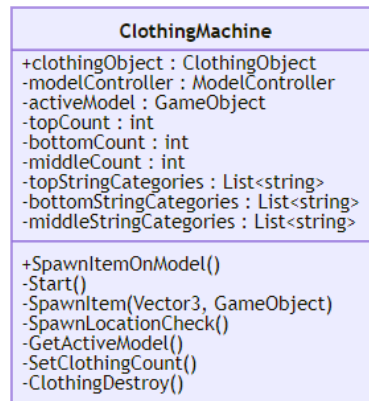 ClothingMachine
+clothingObject : ClothingObject
-modelController : ModelController
-activeModel : GameObject
-topCount : int
-bottomCount : int
-middleCount : int
-topStringCategories : List<string>
-bottomStringCategories : List<string>
-middleStringCategories : List<string>
+SpawnItemOnModel()
-Start()
-SpawnItem(Vector3, GameObject)
-SpawnLocationCheck()
-GetActiveModel()
-SetClothingCount()
-ClothingDestroy()